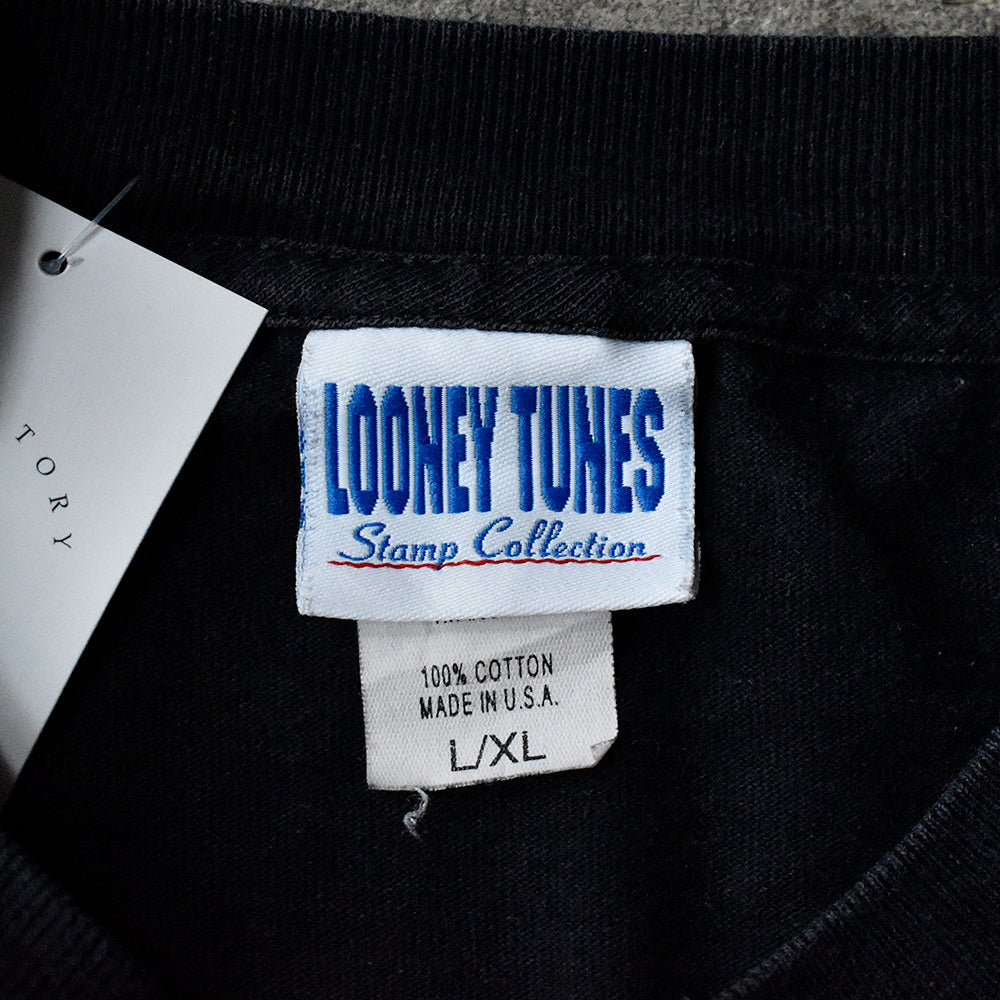 TORY
LOONEY TUNES
Stamp Collection
100% COTTON
MADE IN U.S.A.
L/XL